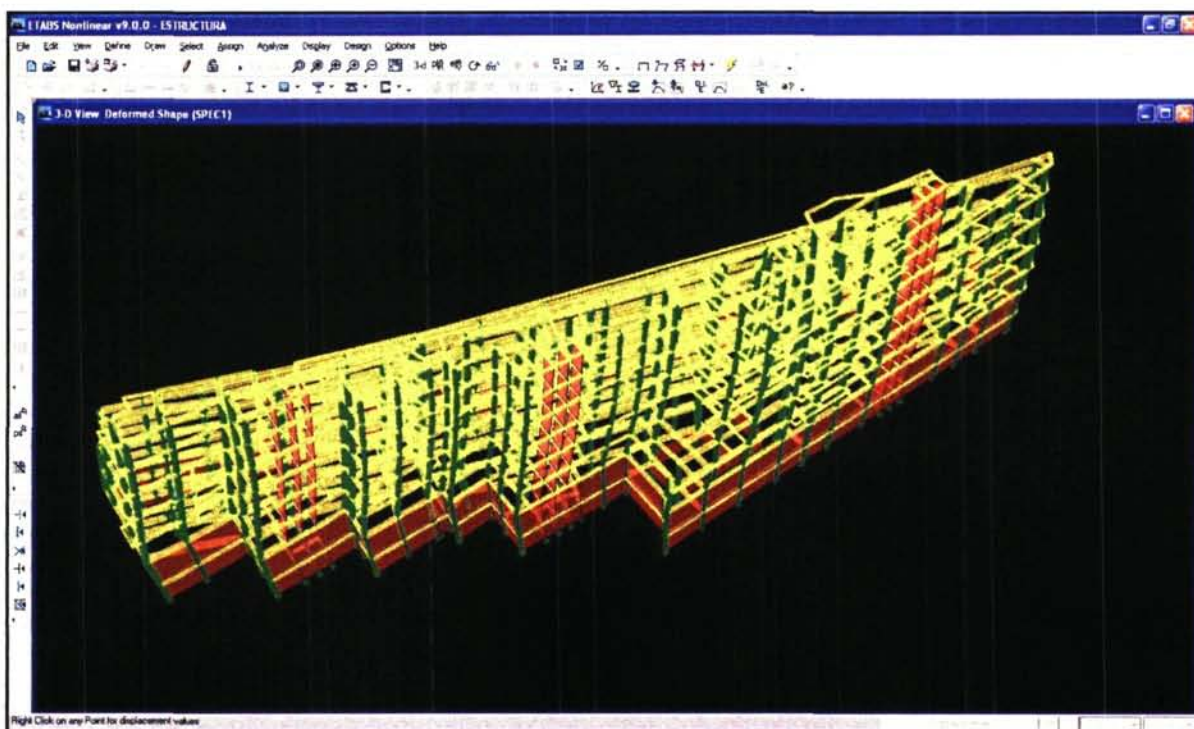 ETABS Nonlinear v9.0.0 - ESTRUCTURA
File Edit View Define Draw Select Assign Analyze Display Design Options Help
3-d
3-D View Deformed Shape (SPEC1)
Right Click on any Point for displacement values